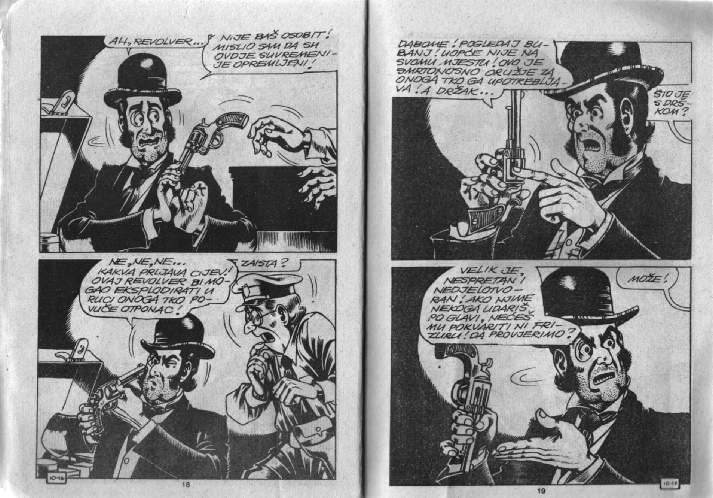 AH, REVOLVER...
NIJE BAŠ OSOBIT!
MISLIO SAM DA SU
OVDJE SUVREMENI-
JE OPREMLJENI!
NE, NE, NE...
KAKVA PRLJAVA CIJEV!
OVAJ REVOLVER BI MO-
GAO EKSPLODIRATI U
RUCI ONOGA TKO PO-
VUČE OTPONAC!
ZAISTA?
10-18
18
DABOME! POGLEDAJ BU-
BANJ! UOPĆE NIJE NA
SVOMU MJESTU! OVO JE
SMRTONOSNO ORUŽJE ZA
ONOGA TKO GA UPOTREBLJA-
VA! A DRŽAK...
ŠTO JE
S DRŠ-
KOM?
VELIK JE,
NESPRETAN I
NEDJELOTVO-
RAN! AKO NJIME
NEKOGA UDARIŠ
PO GLAVI, NEĆEŠ
MU POKVARITI NI FRI-
ZURU! DA PROVJERIMO?
MOŽE!
19